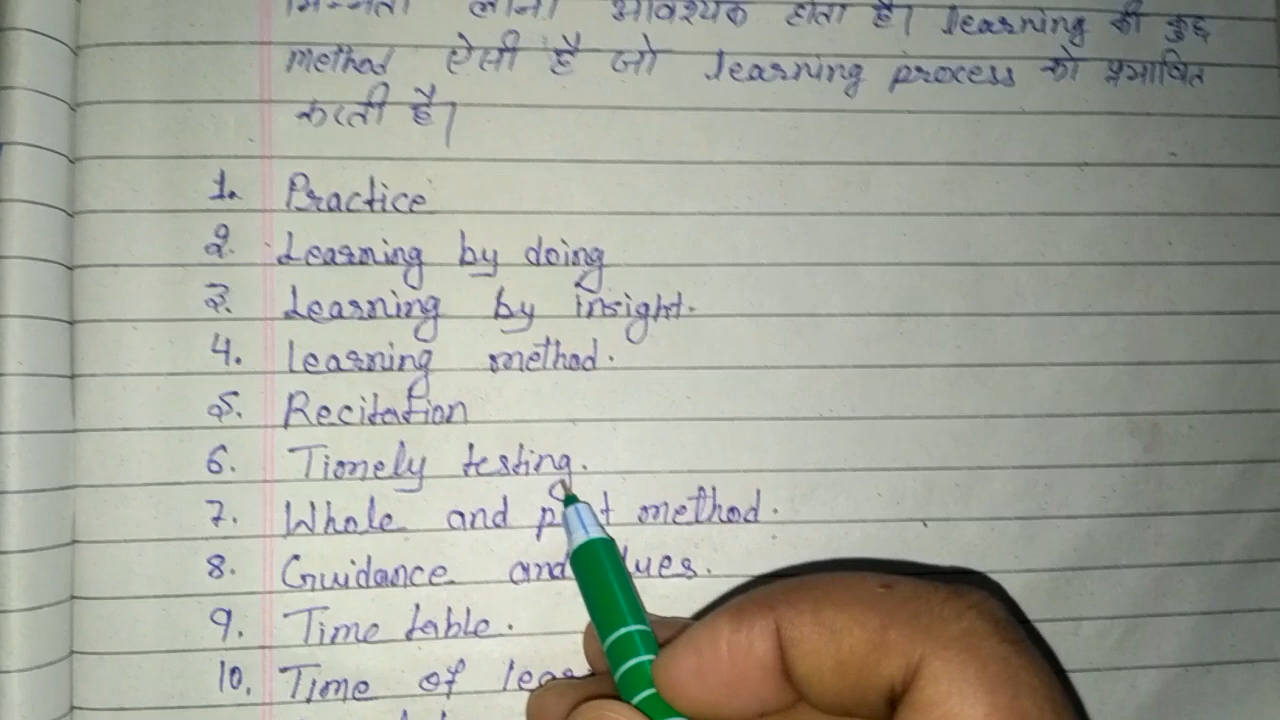 भिन्नता लाना आवश्यक होता है। learning की कुछ
method ऐसी है जो learning process को प्रभावित
करती है।
1. Practice
2. Learning by doing
3. Learning by insight.
4. Learning method.
5. Recitation
6. Timely testing.
7. Whole and method.
8. Guidance and
9. Time table.
10. Time of